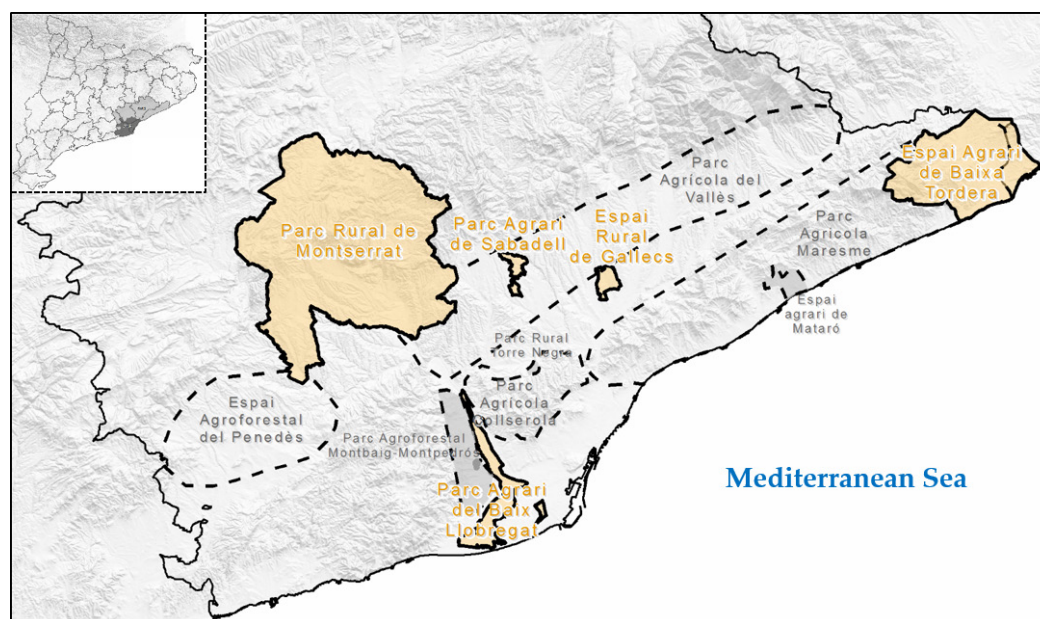 Parc
Agrícola del
Vallès
Espai Agrari
de Baixa
Tordera
Parc Rural de
Montserrat
Parc Agrari
de Sabadell
Espai
Rural
de Gallecs
Parc
Agrícola
Maresme
Espai
agrari de
Mataró
Parc Rural
Torre Negra
Parc
Agrícola
Collserola
Espai
Agroforestal
del Penedès
Parc Agroforestal
Montbaig-Montpedrós
Parc Agrari
del Baix
Llobregat
Mediterranean Sea